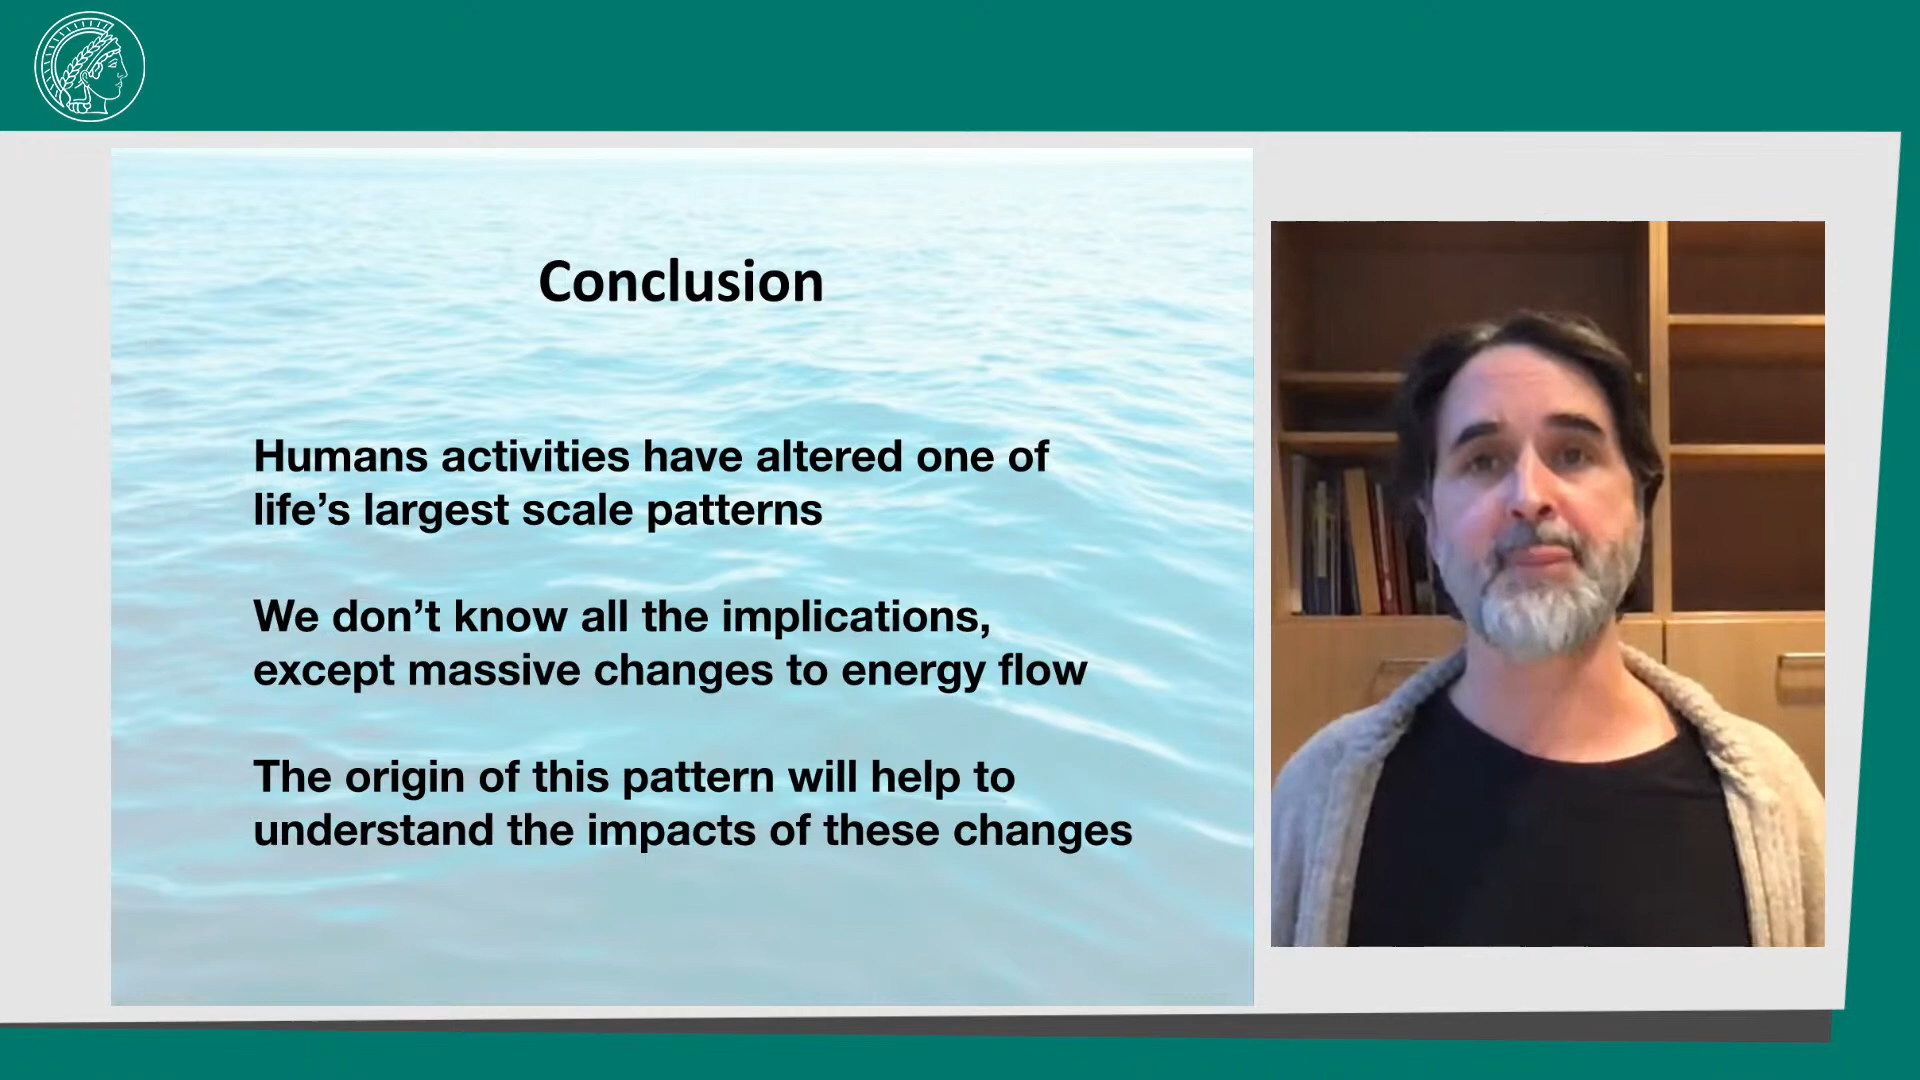 Conclusion
Humans activities have altered one of
life’s largest scale patterns
We don’t know all the implications,
except massive changes to energy flow
The origin of this pattern will help to
understand the impacts of these changes